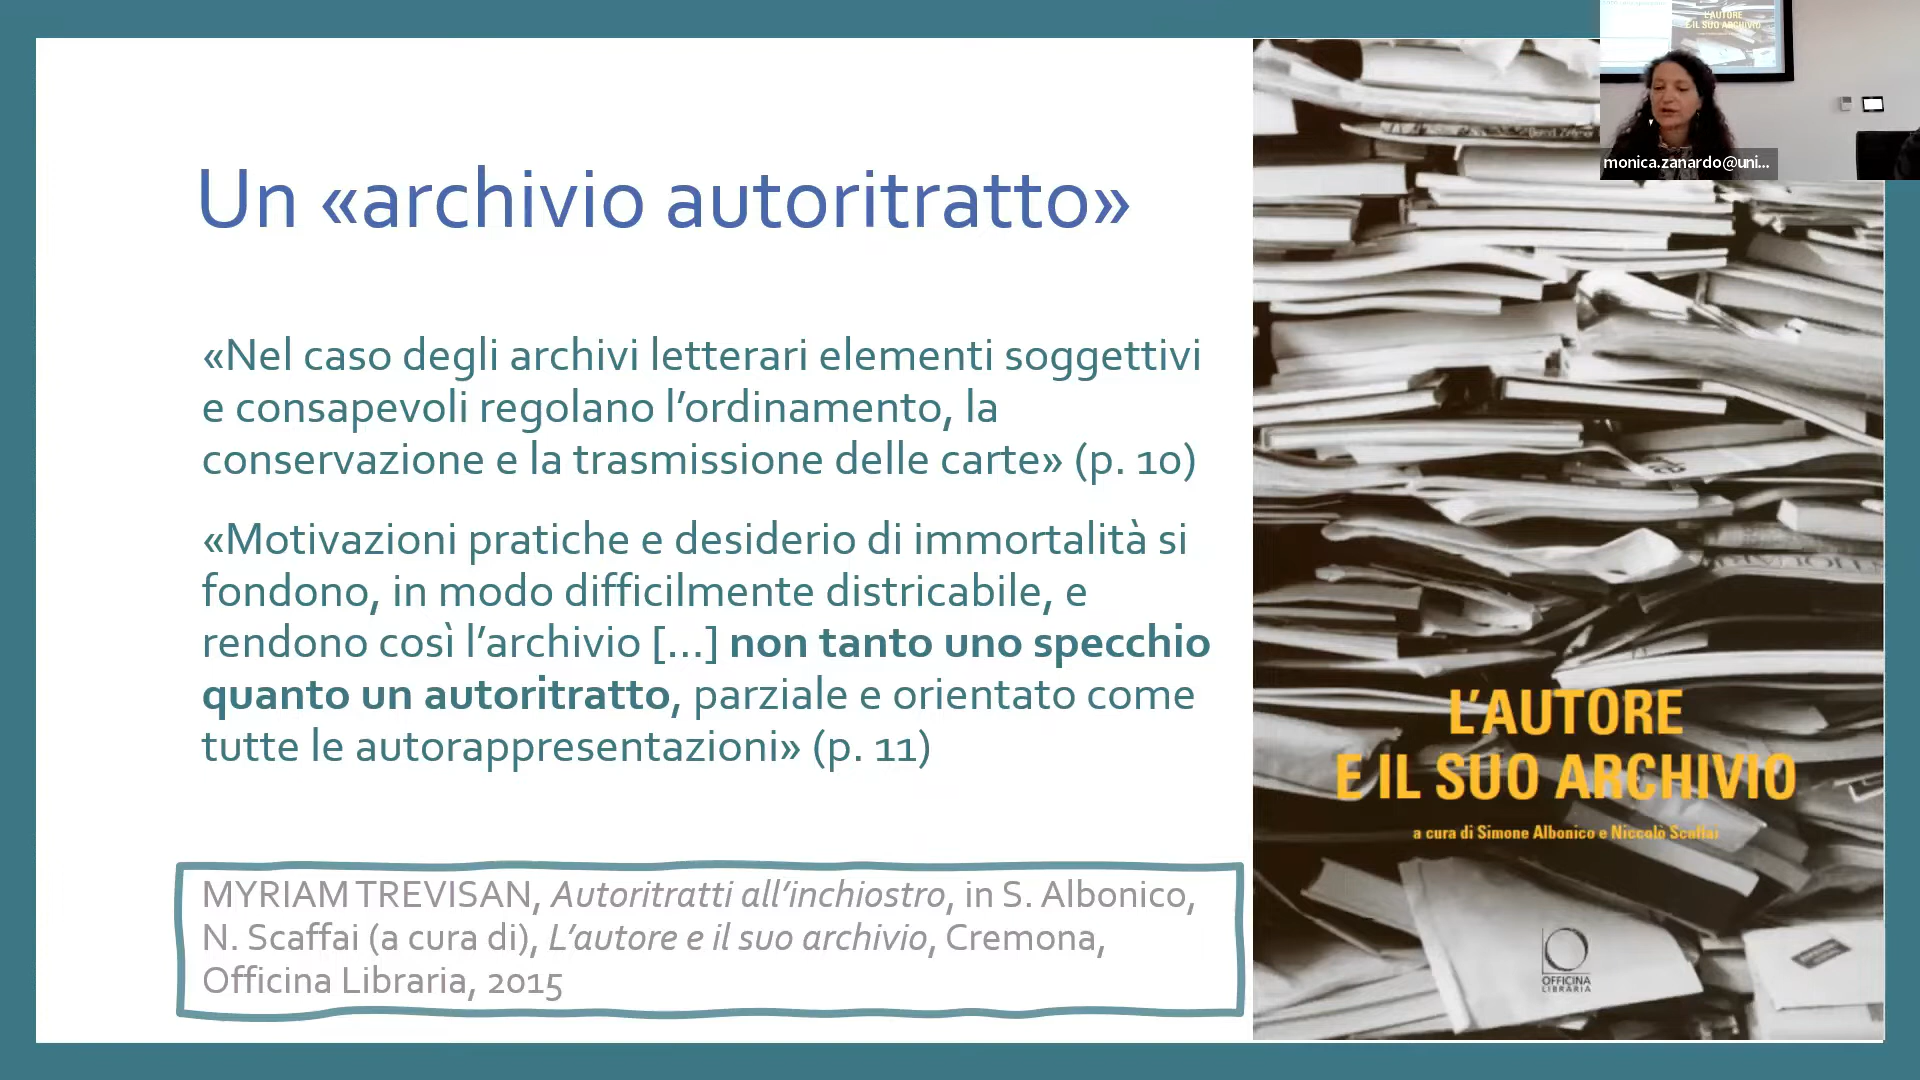 Un «archivio autoritratto»
«Nel caso degli archivi letterari elementi soggettivi
e consapevoli regolano l’ordinamento, la
conservazione e la trasmissione delle carte» (p. 10)
«Motivazioni pratiche e desiderio di immortalità si
fondono, in modo difficilmente districabile, e
rendono così l’archivio [...] non tanto uno specchio
quanto un autoritratto, parziale e orientato come
tutte le autorappresentazioni» (p. 11)
MYRIAM TREVISAN, Autoritratti all’inchiostro, in S. Albonico,
N. Scaffai (a cura di), L’autore e il suo archivio, Cremona,
Officina Libraria, 2015
L'AUTORE
E IL SUO ARCHIVIO
monica.zanardo@uni...
L'AUTORE
E IL SUO ARCHIVIO
a cura di Simone Albonico e Niccolò Scaffai
OFFICINA
LIBRARIA